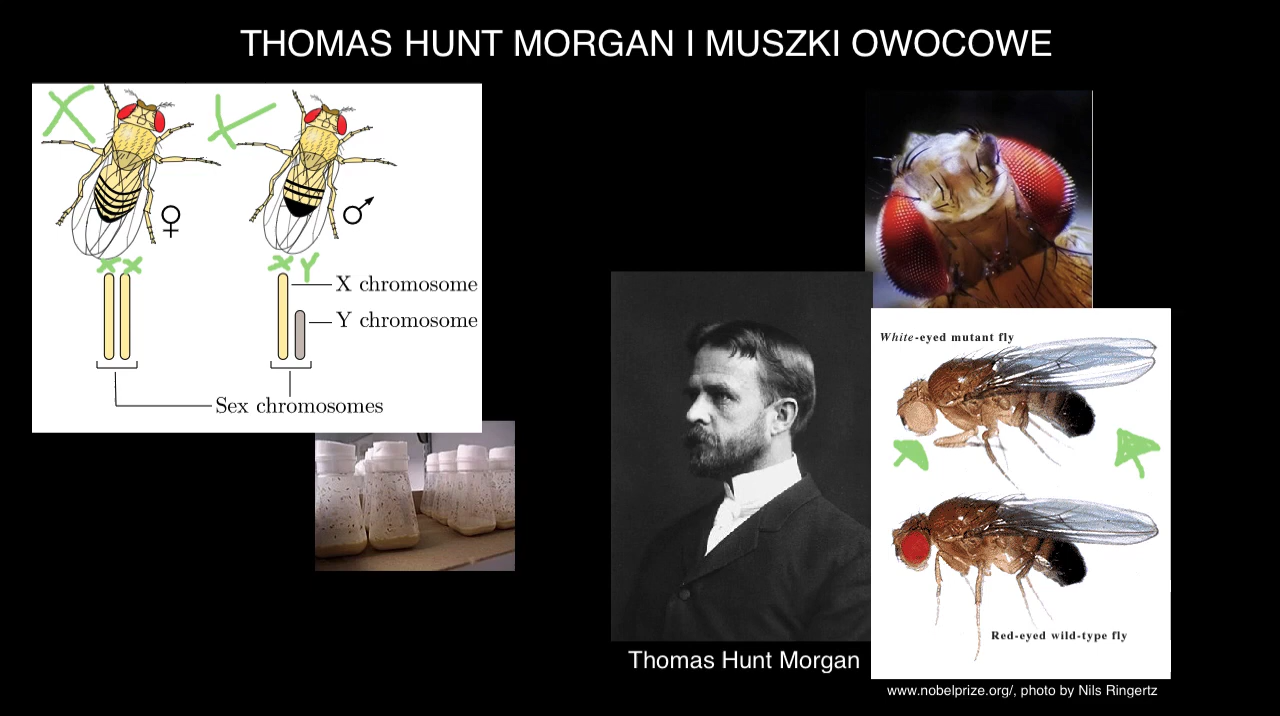 THOMAS HUNT MORGAN I MUSZKI OWOCOWE
X
♀
♂
X X
X Y
X chromosome
Y chromosome
Sex chromosomes
White-eyed mutant fly
Red-eyed wild-type fly
Thomas Hunt Morgan
www.nobelprize.org/, photo by Nils Ringertz